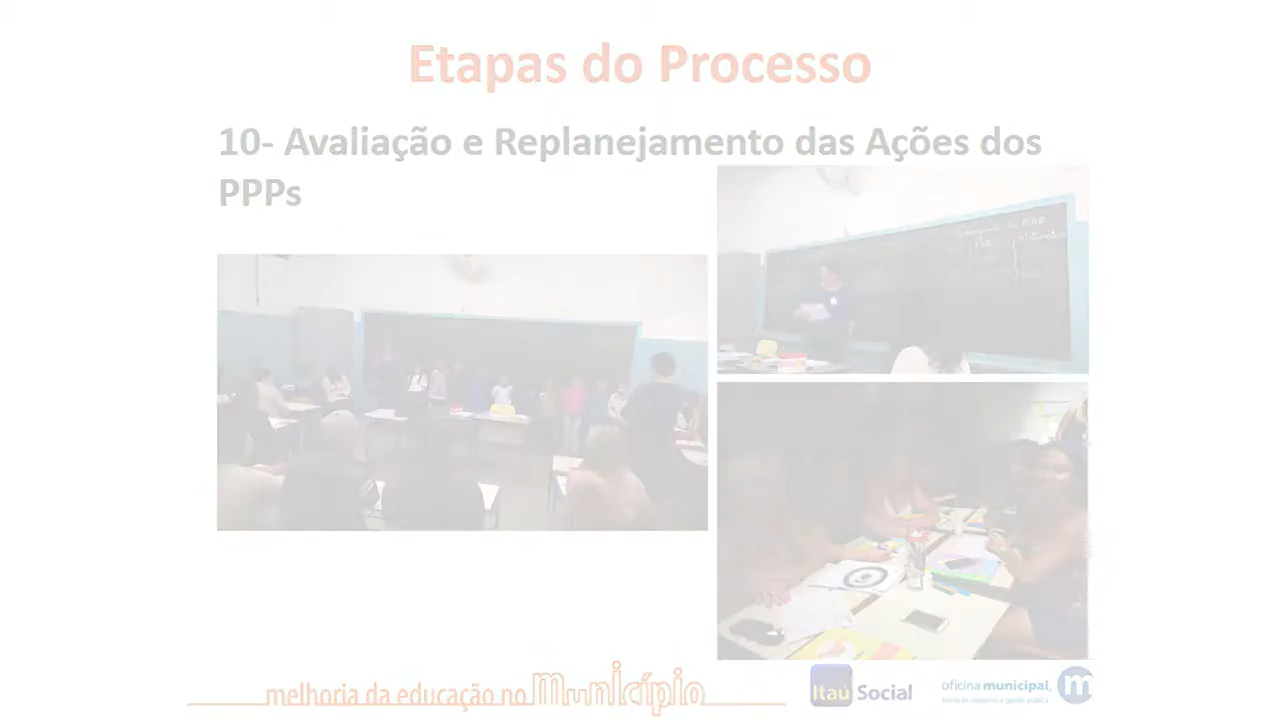 Etapas do Processo
10- Avaliação e Replanejamento das Ações dos
PPPs
melhoria da educação no Município
Itaú Social
oficina municipal.
m